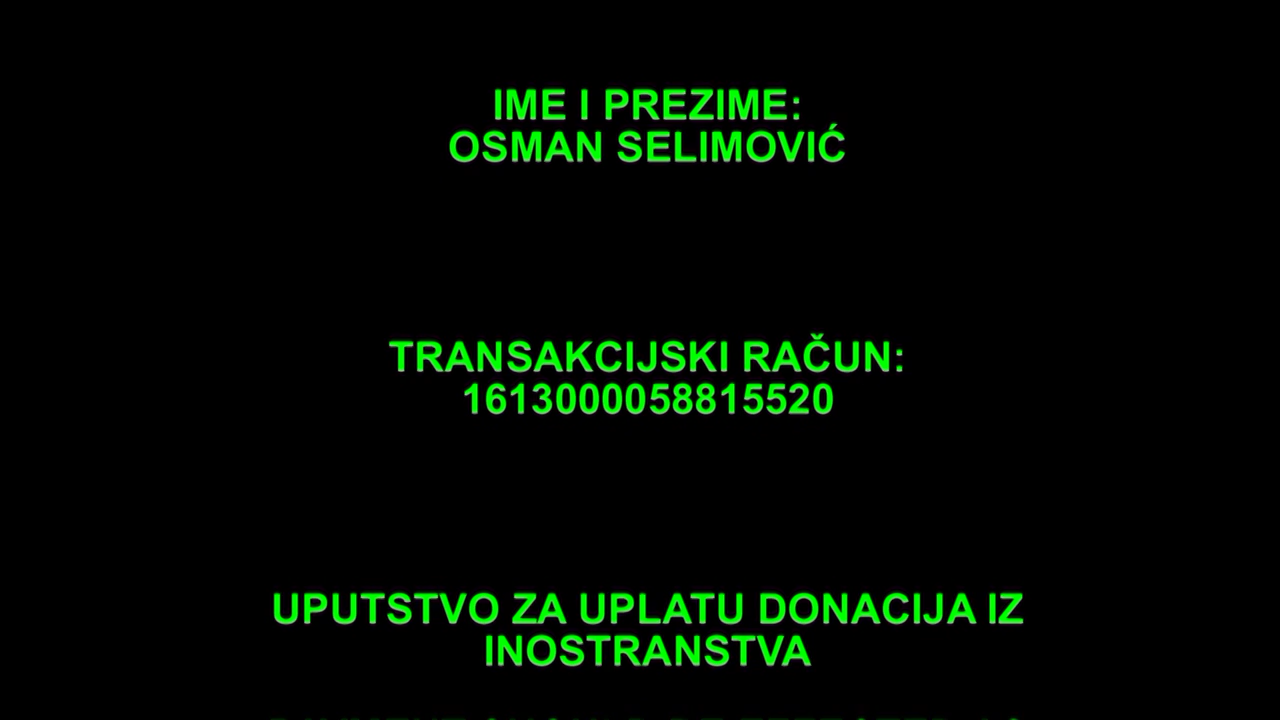 IME I PREZIME:
OSMAN SELIMOVIĆ
TRANSAKCIJSKI RAČUN:
1613000058815520
UPUTSTVO ZA UPLATU DONACIJA IZ
INOSTRANSTVA